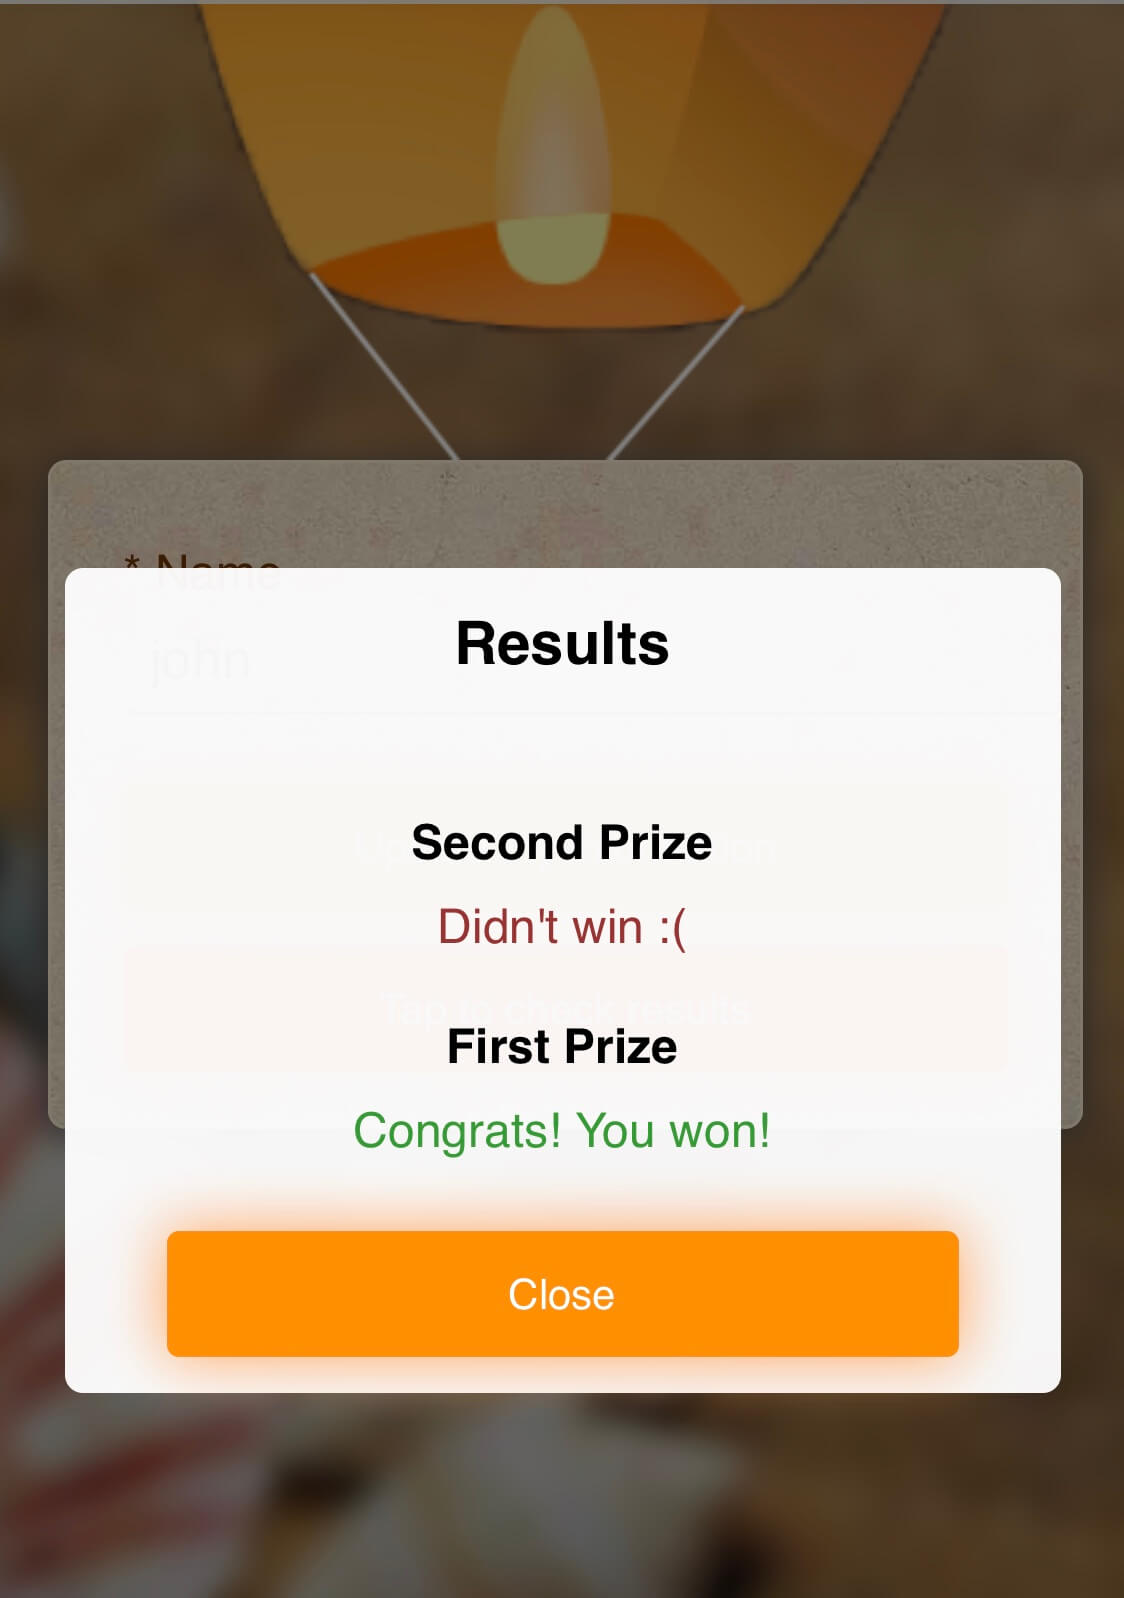 * Name
john
Results
Second Prize
Didn't win :(
Tap to check results
First Prize
Congrats! You won!
Close